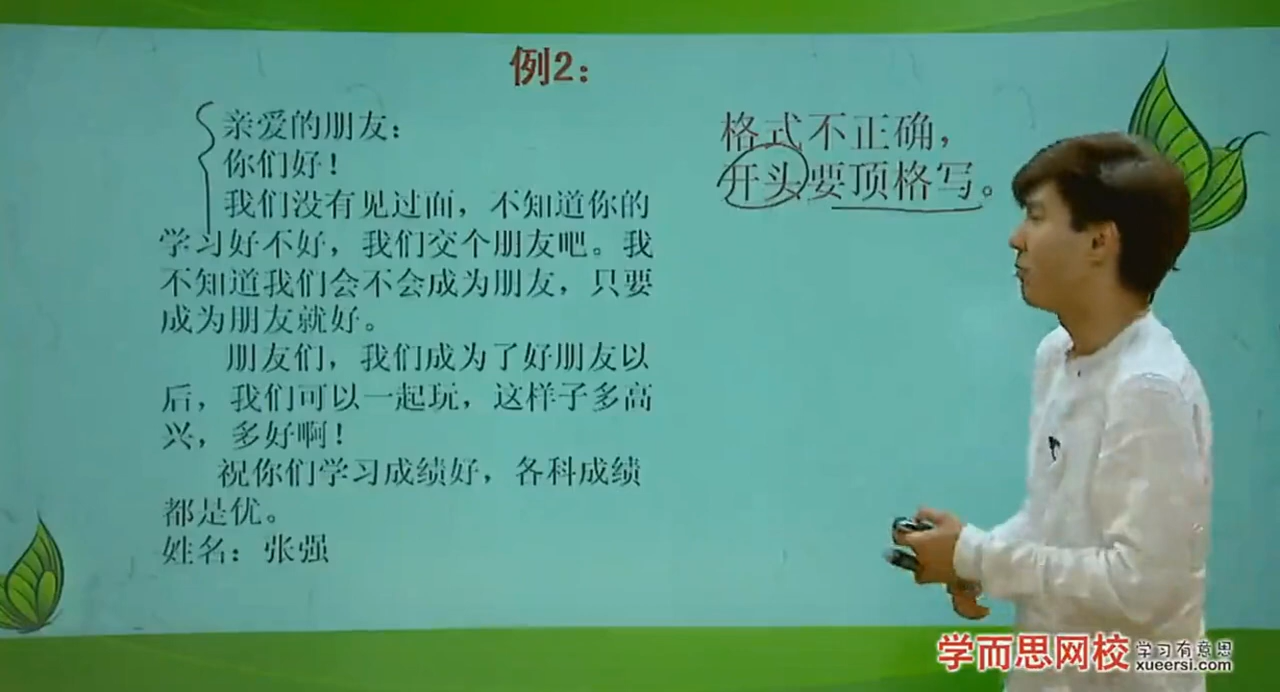 例2：
亲爱的朋友：
你们好！
我们没有见过面，不知道你的
学习好不好，我们交个朋友吧。我
不知道我们会不会成为朋友，只要
成为朋友就好。
朋友们，我们成为了好朋友以
后，我们可以一起玩，这样子多高
兴，多好啊！
祝你们学习成绩好，各科成绩
都是优。
姓名：张强
格式不正确，
开头要顶格写。
学而思网校
学习有意思
xueersi.com